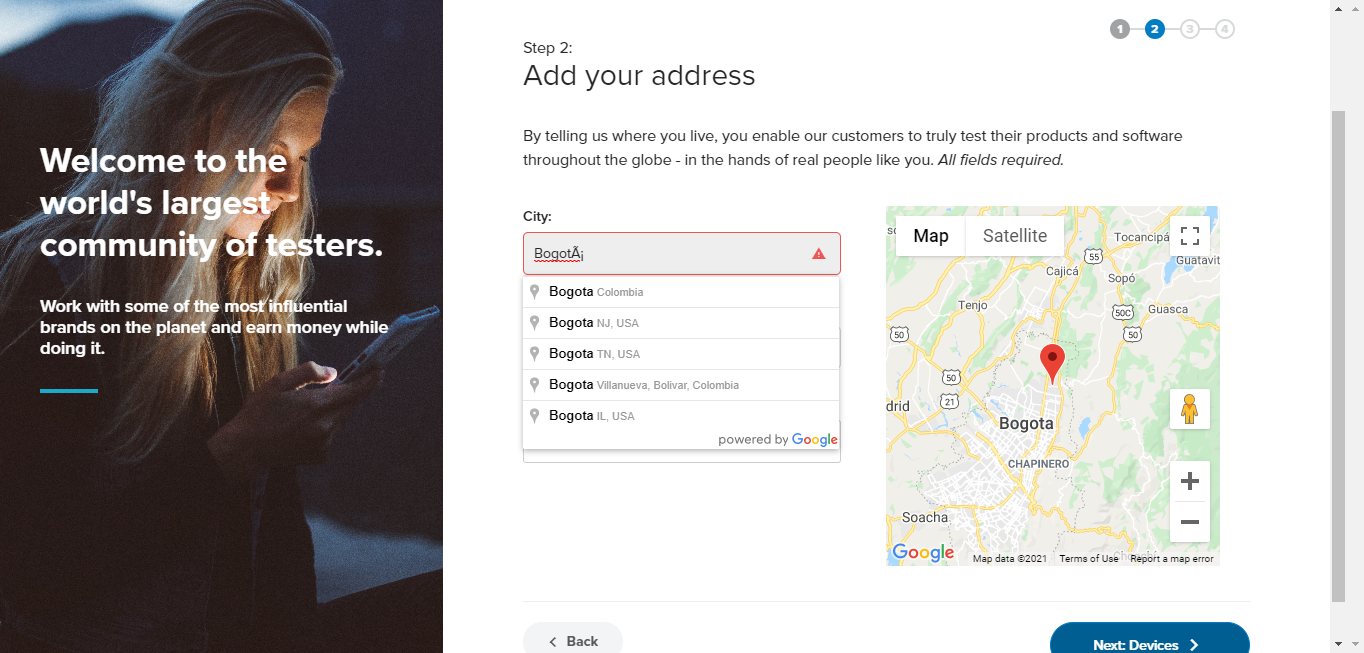 Welcome to the
world's largest
community of testers.
Work with some of the most influential
brands on the planet and earn money while
doing it.
1 2 3 4
Step 2:
Add your address
By telling us where you live, you enable our customers to truly test their products and software
throughout the globe - in the hands of real people like you. All fields required.
City:
BogotÃ¡
Bogota Colombia
Bogota NJ, USA
Bogota TN, USA
Bogota Villanueva, Bolivar, Colombia
Bogota IL, USA
powered by Google
Map Satellite
Tocancipá
55
Guatavit
Cajicá
Sopó
Tenjo
50C
Guasca
50
50
50
21
drid
Bogota
CHAPINERO
Soacha
Google
Map data ©2021 Terms of Use Report a map error
Back
Next: Devices